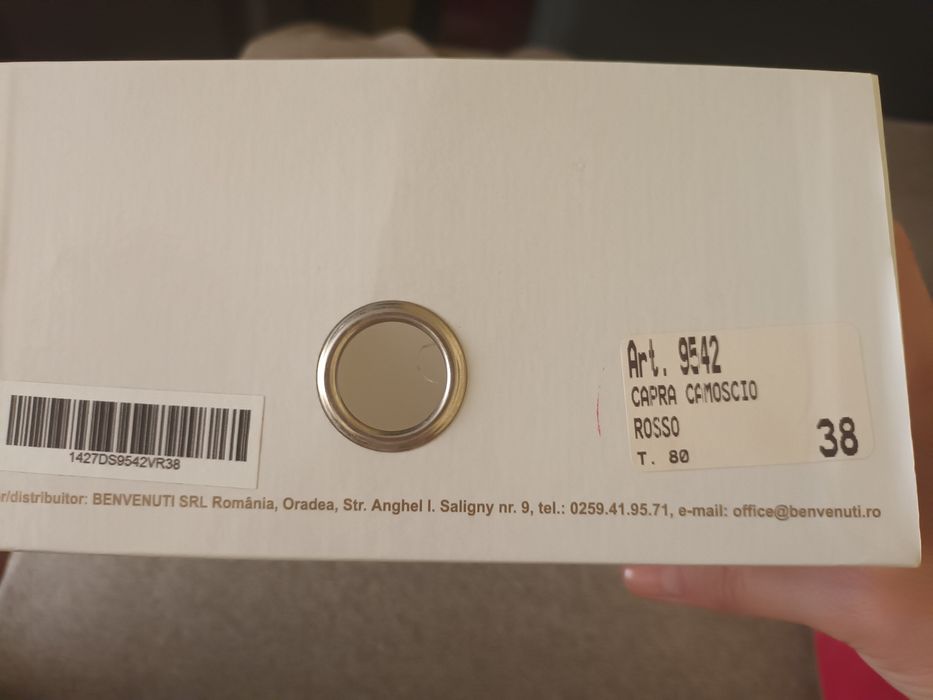 Art. 9542
CAPRA CAMOSCIO
ROSSO
T. 80
38
1427DS9542VR38
r/distribuitor: BENVENUTI SRL România, Oradea, Str. Anghel I. Saligny nr. 9, tel.: 0259.41.95.71, e-mail: office@benvenuti.ro